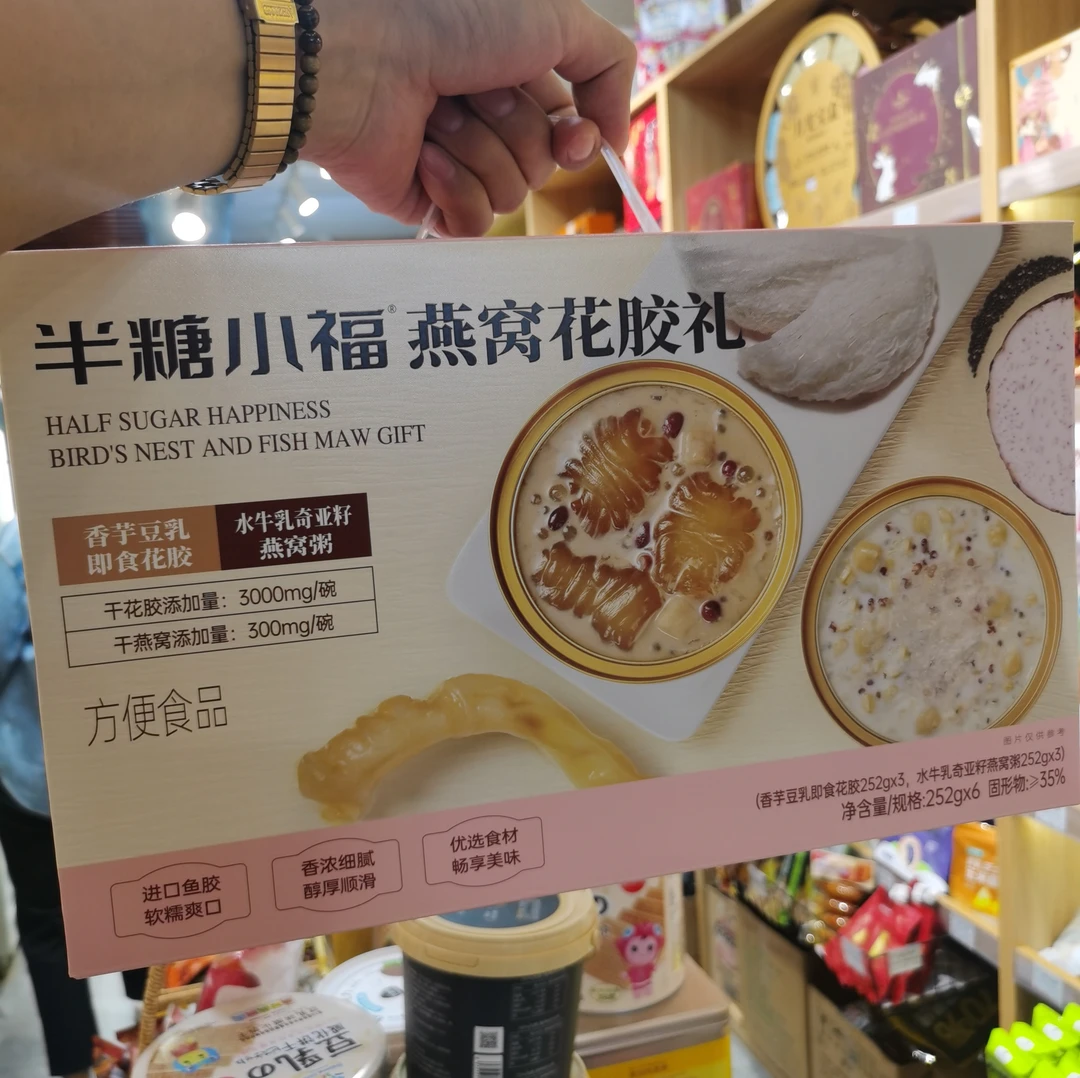 半糖小福®燕窝花胶礼
HALF SUGAR HAPPINESS
BIRD'S NEST AND FISH MAW GIFT
香芋豆乳
即食花胶
水牛乳奇亚籽
燕窝粥
干花胶添加量：3000mg/碗
干燕窝添加量：300mg/碗
方便食品
图片仅供参考
(香芋豆乳即食花胶252gx3，水牛乳奇亚籽燕窝粥252gx3)
净含量/规格:252gx6 固形物:≥35%
进口鱼胶
软糯爽口
香浓细腻
醇厚顺滑
优选食材
畅享美味
豆乳の